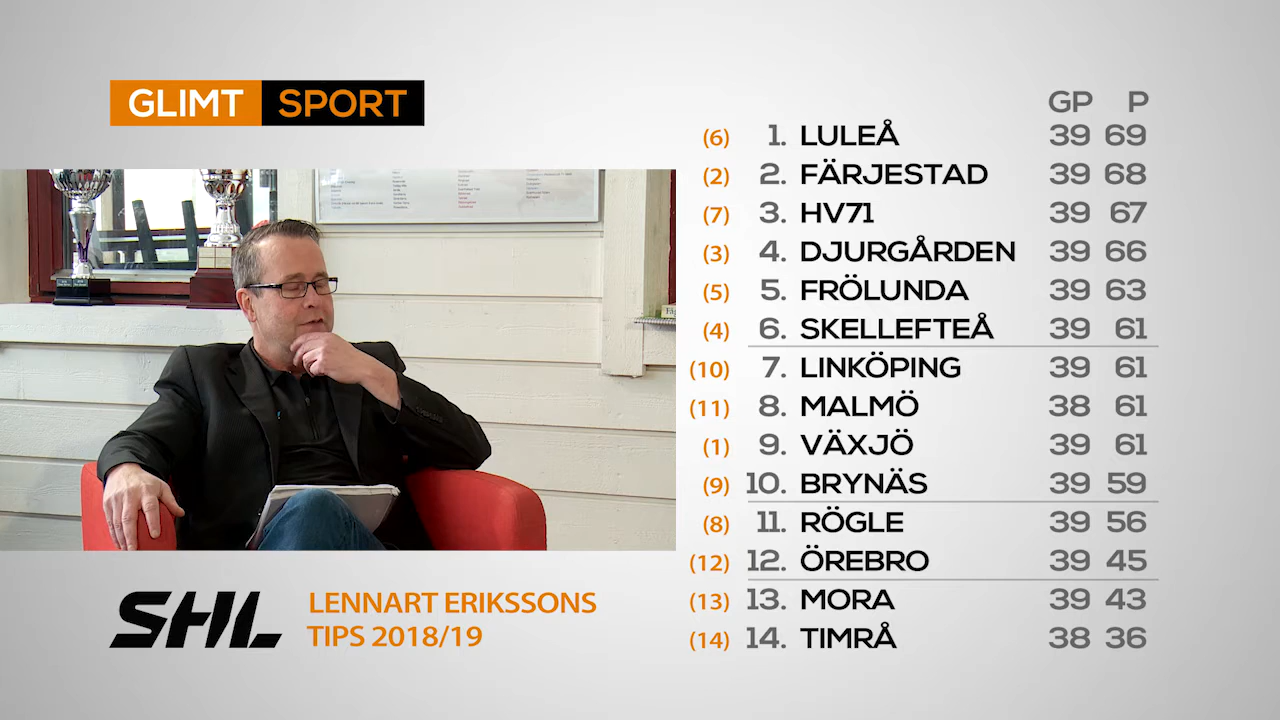 GLIMT SPORT
GP P
(6) 1. LULEÅ 39 69
(2) 2. FÄRJESTAD 39 68
(7) 3. HV71 39 67
(3) 4. DJURGÅRDEN 39 66
(5) 5. FRÖLUNDA 39 63
(4) 6. SKELLEFTEÅ 39 61
(10) 7. LINKÖPING 39 61
(11) 8. MALMÖ 38 61
(1) 9. VÄXJÖ 39 61
(9) 10. BRYNÄS 39 59
(8) 11. RÖGLE 39 56
(12) 12. ÖREBRO 39 45
(13) 13. MORA 39 43
(14) 14. TIMRÅ 38 36
SHL
LENNART ERIKSSONS
TIPS 2018/19